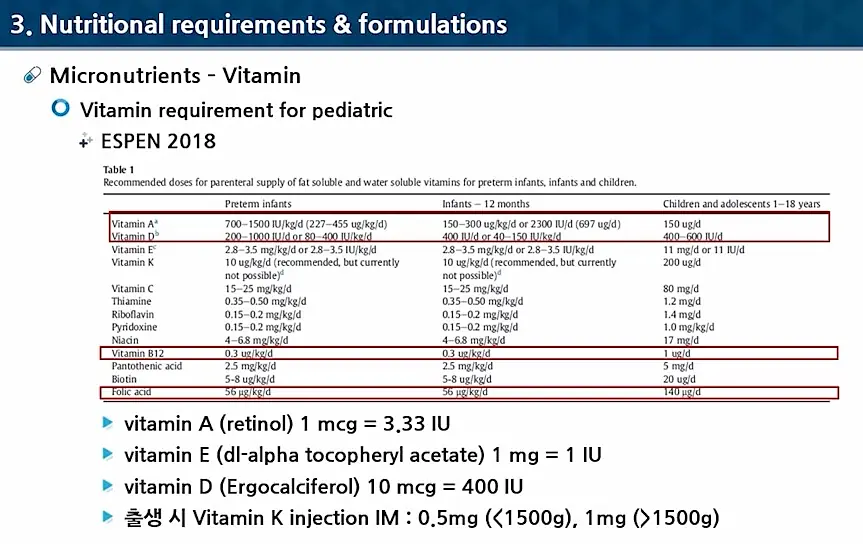 3. Nutritional requirements & formulations
Micronutrients - Vitamin
Vitamin requirement for pediatric
ESPEN 2018
Table 1
Recommended doses for parenteral supply of fat soluble and water soluble vitamins for preterm infants, infants and children.
Preterm infants Infants – 12 months Children and adolescents 1–18 years
Vitamin Aᵃ 700–1500 IU/kg/d (227–455 ug/kg/d) 150–300 ug/kg/d or 2300 IU/d (697 ug/d) 150 ug/d
Vitamin Dᵇ 200–1000 IU/d or 80–400 IU/kg/d 400 IU/d or 40–150 IU/kg/d 400–600 IU/d
Vitamin Eᶜ 2.8–3.5 mg/kg/d or 2.8–3.5 IU/kg/d 2.8–3.5 mg/kg/d or 2.8–3.5 IU/kg/d 11 mg/d or 11 IU/d
Vitamin K 10 ug/kg/d (recommended, but currently 10 ug/kg/d (recommended, but currently 200 ug/d
not possible)ᵈ not possible)ᵈ
Vitamin C 15–25 mg/kg/d 15–25 mg/kg/d 80 mg/d
Thiamine 0.35–0.50 mg/kg/d 0.35–0.50 mg/kg/d 1.2 mg/d
Riboflavin 0.15–0.2 mg/kg/d 0.15–0.2 mg/kg/d 1.4 mg/d
Pyridoxine 0.15–0.2 mg/kg/d 0.15–0.2 mg/kg/d 1.0 mg/kg/d
Niacin 4–6.8 mg/kg/d 4–6.8 mg/kg/d 17 mg/d
Vitamin B12 0.3 ug/kg/d 0.3 ug/kg/d 1 ug/d
Pantothenic acid 2.5 mg/kg/d 2.5 mg/kg/d 5 mg/d
Biotin 5-8 ug/kg/d 5-8 ug/kg/d 20 ug/d
Folic acid 56 μg/kg/d 56 μg/kg/d 140 μg/d
vitamin A (retinol) 1 mcg = 3.33 IU
vitamin E (dl-alpha tocopheryl acetate) 1 mg = 1 IU
vitamin D (Ergocalciferol) 10 mcg = 400 IU
출생 시 Vitamin K injection IM : 0.5mg (<1500g), 1mg (>1500g)